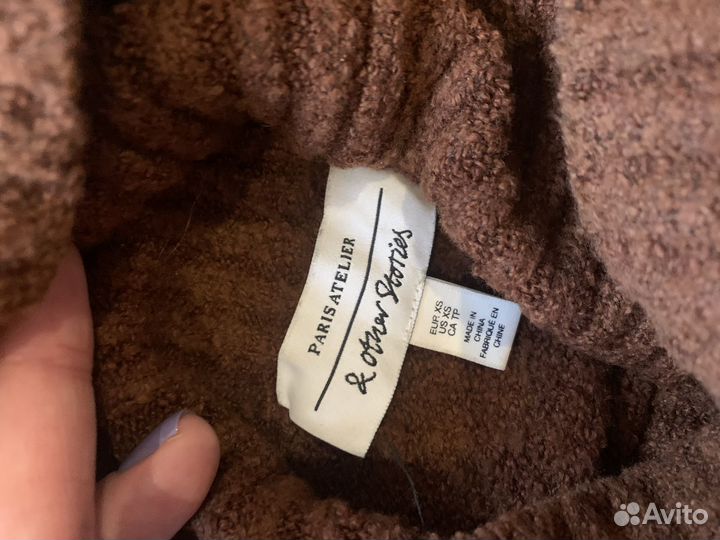 PARIS ATELIER
& Other Stories
EUR XS
US XS
CA TP
MADE IN
CHINA
FABRIQUÉ EN
CHINE
Avito